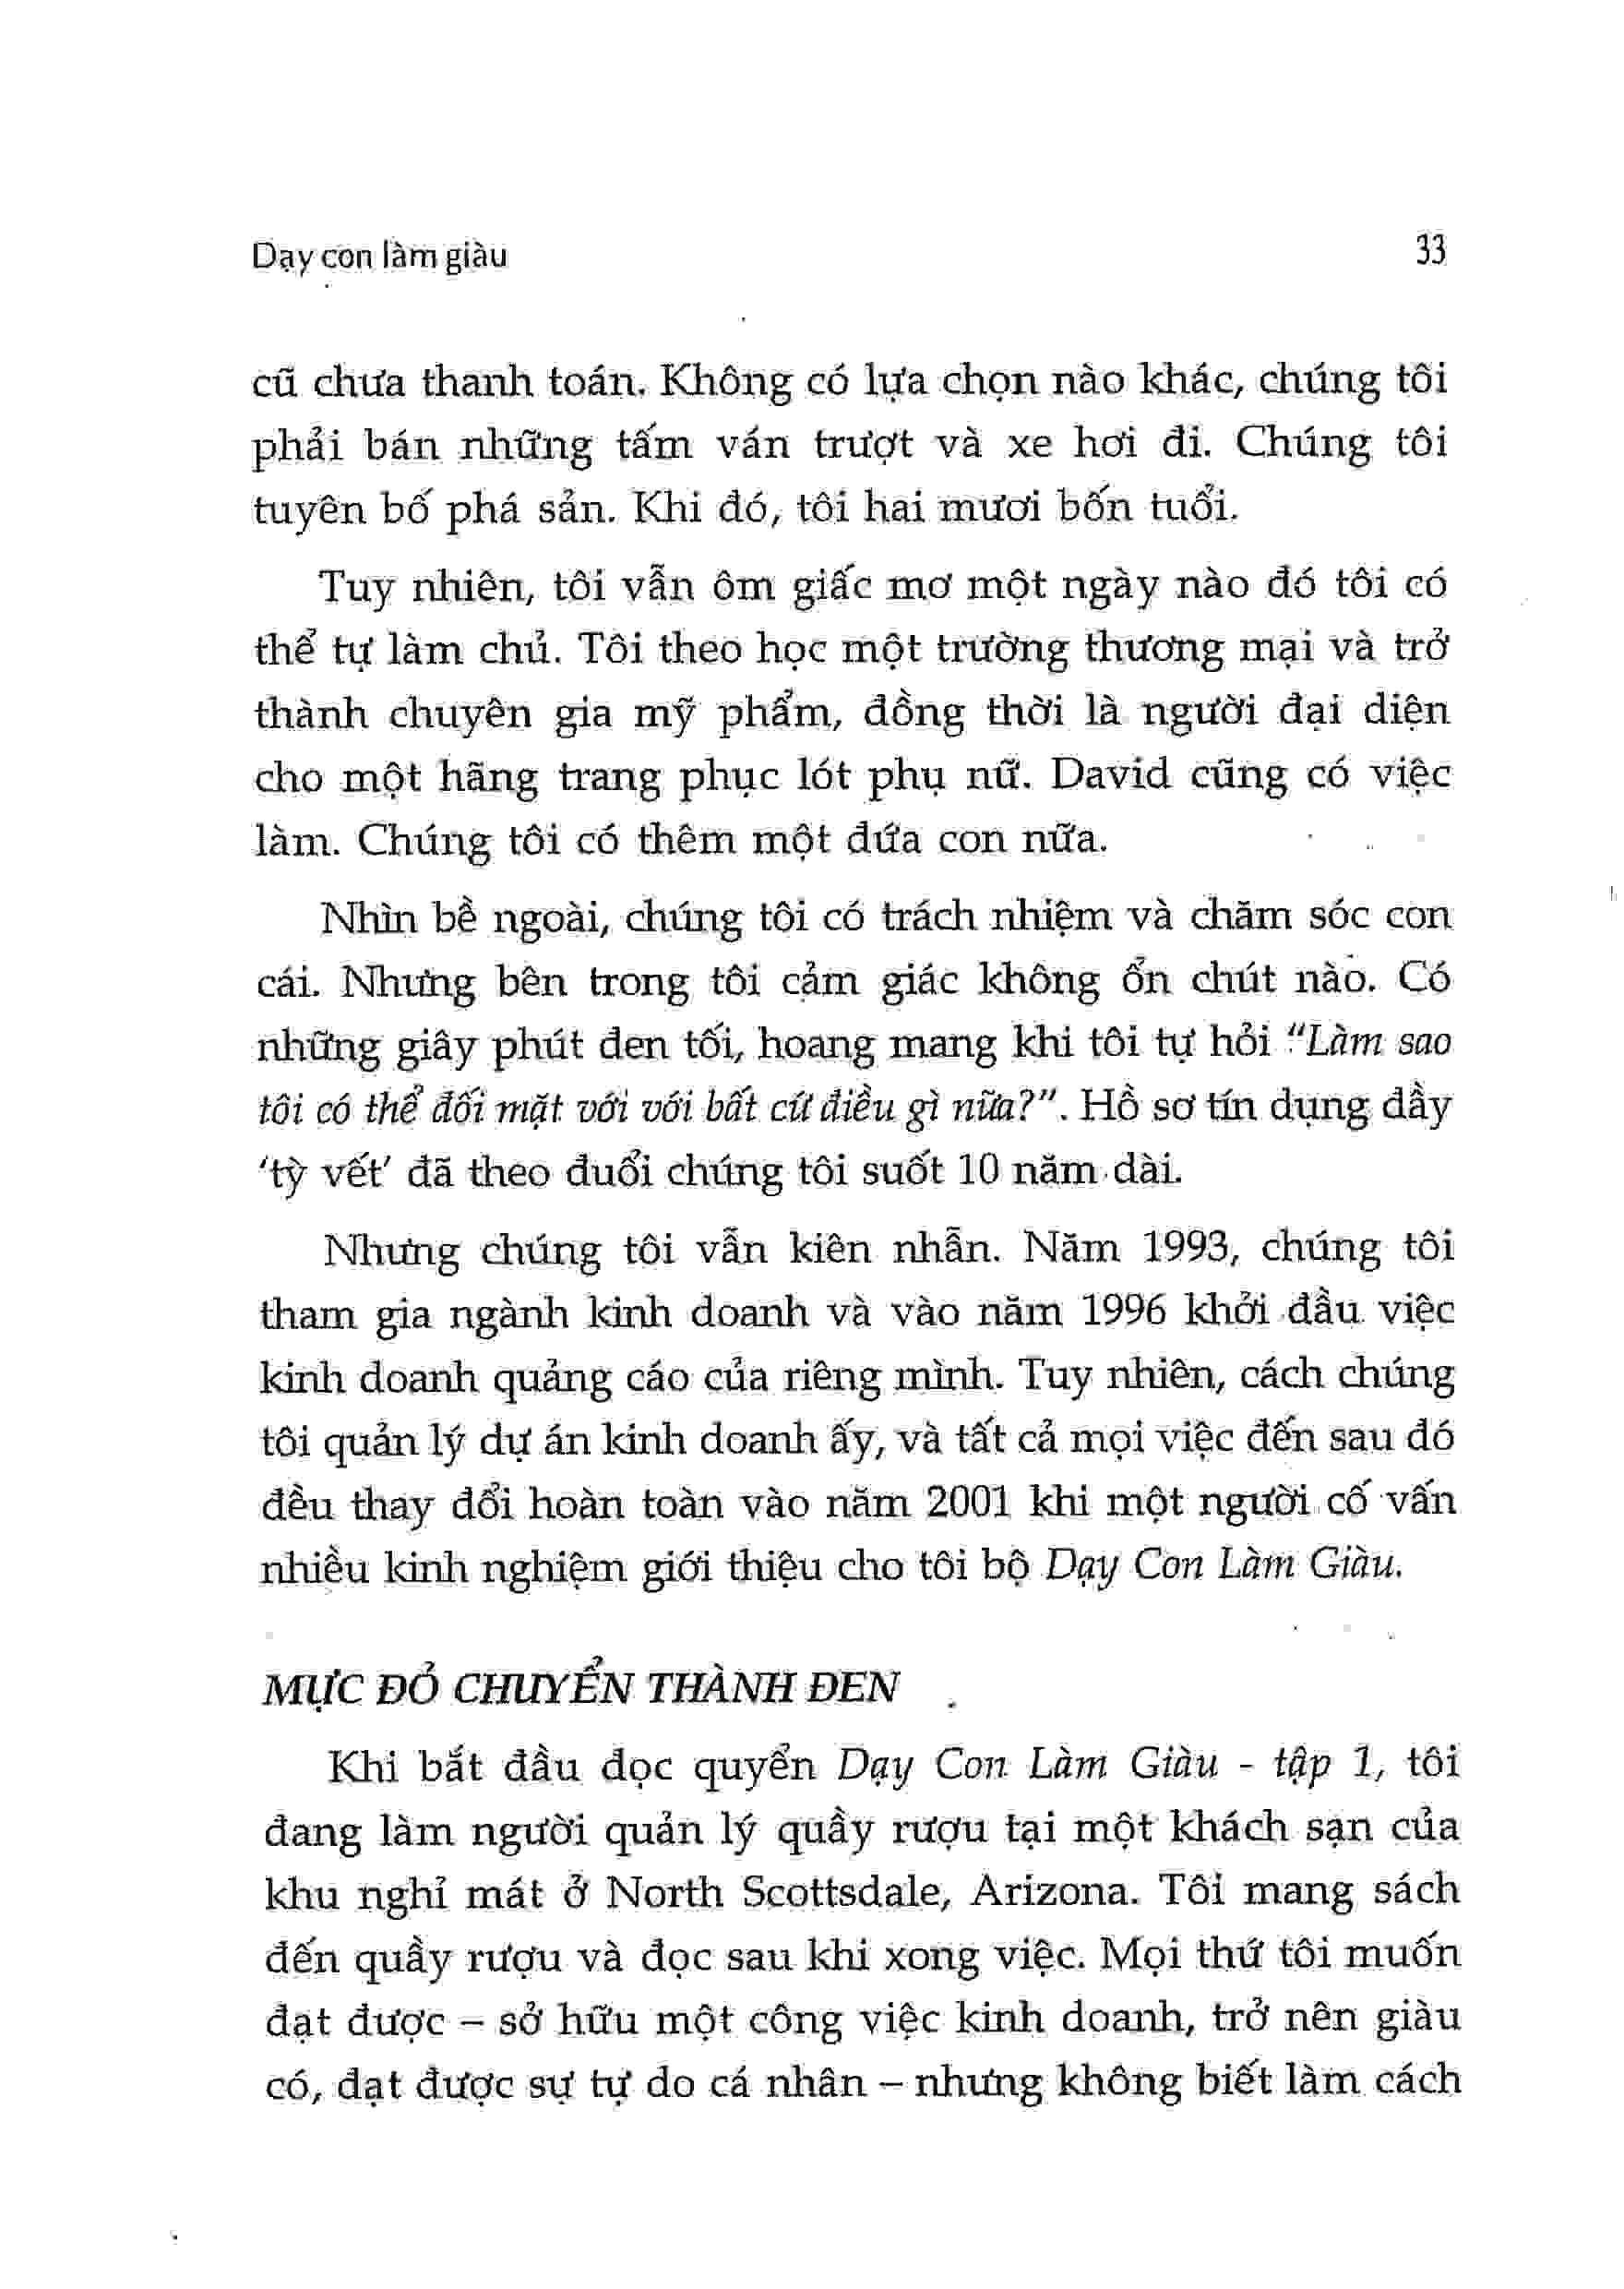 Dạy con làm giàu 33
cũ chưa thanh toán. Không có lựa chọn nào khác, chúng tôi
phải bán những tấm ván trượt và xe hơi đi. Chúng tôi
tuyên bố phá sản. Khi đó, tôi hai mươi bốn tuổi.
Tuy nhiên, tôi vẫn ôm giấc mơ một ngày nào đó tôi có
thể tự làm chủ. Tôi theo học một trường thương mại và trở
thành chuyên gia mỹ phẩm, đồng thời là người đại diện
cho một hãng trang phục lót phụ nữ. David cũng có việc
làm. Chúng tôi có thêm một đứa con nữa.
Nhìn bề ngoài, chúng tôi có trách nhiệm và chăm sóc con
cái. Nhưng bên trong tôi cảm giác không ổn chút nào. Có
những giây phút đen tối, hoang mang khi tôi tự hỏi "Làm sao
tôi có thể đối mặt với với bất cứ điều gì nữa?". Hồ sơ tín dụng đầy
'tỳ vết' đã theo đuổi chúng tôi suốt 10 năm dài.
Nhưng chúng tôi vẫn kiên nhẫn. Năm 1993, chúng tôi
tham gia ngành kinh doanh và vào năm 1996 khởi đầu việc
kinh doanh quảng cáo của riêng mình. Tuy nhiên, cách chúng
tôi quản lý dự án kinh doanh ấy, và tất cả mọi việc đến sau đó
đều thay đổi hoàn toàn vào năm 2001 khi một người cố vấn
nhiều kinh nghiệm giới thiệu cho tôi bộ Dạy Con Làm Giàu.
MỰC ĐỎ CHUYỂN THÀNH ĐEN
Khi bắt đầu đọc quyển Dạy Con Làm Giàu - tập 1, tôi
đang làm người quản lý quầy rượu tại một khách sạn của
khu nghỉ mát ở North Scottsdale, Arizona. Tôi mang sách
đến quầy rượu và đọc sau khi xong việc. Mọi thứ tôi muốn
đạt được – sở hữu một công việc kinh doanh, trở nên giàu
có, đạt được sự tự do cá nhân – nhưng không biết làm cách